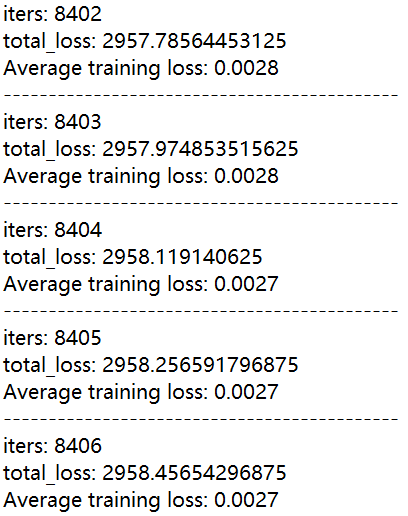 iters: 8402
total_loss: 2957.78564453125
Average training loss: 0.0028
--------------------------------------------
iters: 8403
total_loss: 2957.974853515625
Average training loss: 0.0028
--------------------------------------------
iters: 8404
total_loss: 2958.119140625
Average training loss: 0.0027
--------------------------------------------
iters: 8405
total_loss: 2958.256591796875
Average training loss: 0.0027
--------------------------------------------
iters: 8406
total_loss: 2958.45654296875
Average training loss: 0.0027